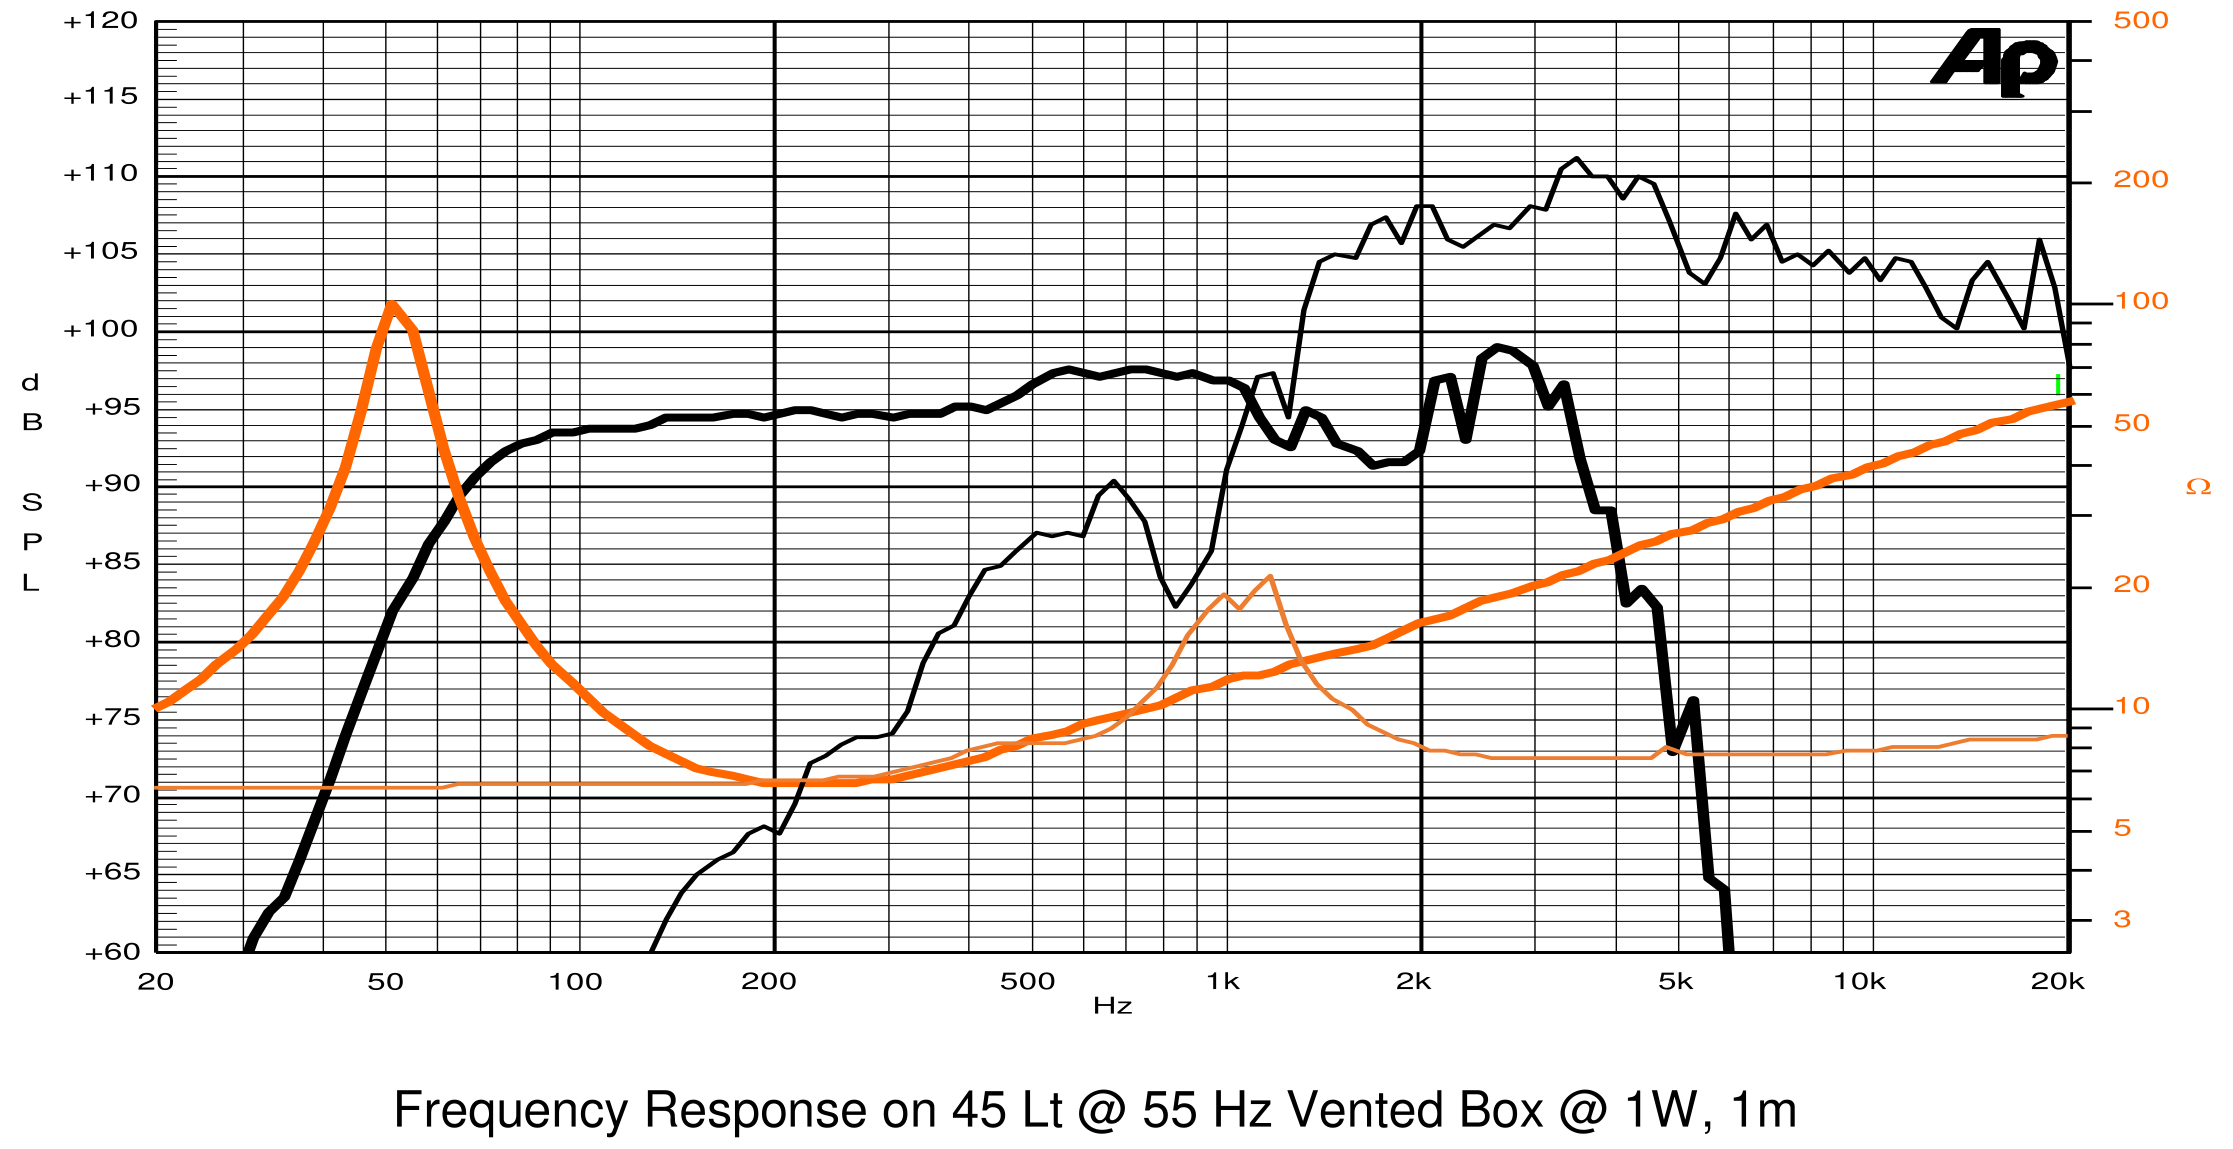 +120
+115
+110
+105
+100
+95
+90
+85
+80
+75
+70
+65
+60
d
B
S
P
L
Ap
500
200
100
50
20
10
5
3
Ω
20 50 100 200 500 1k 2k 5k 10k 20k
Hz
Frequency Response on 45 Lt @ 55 Hz Vented Box @ 1W, 1m